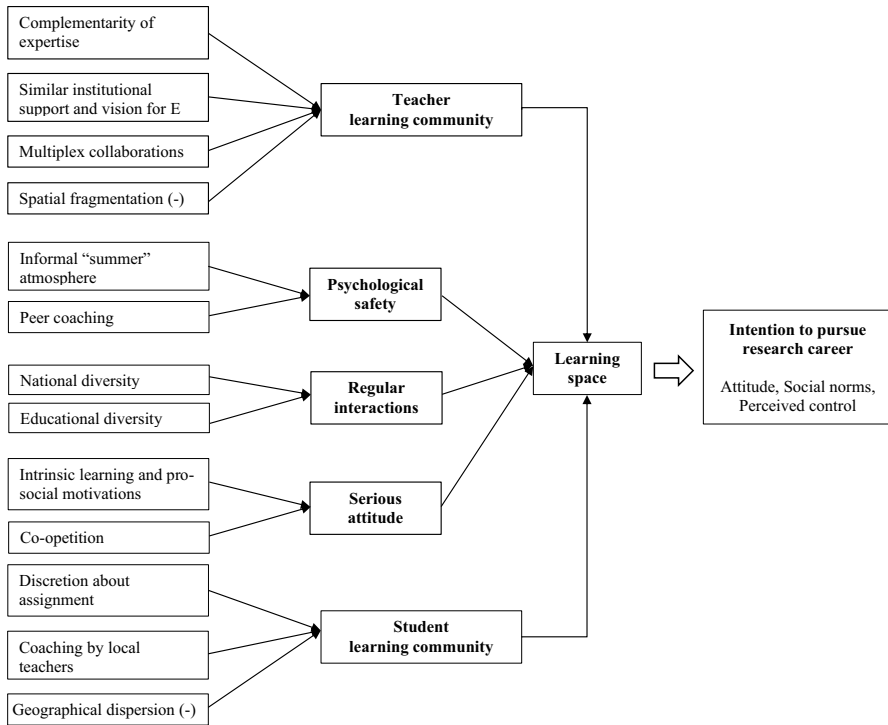 Complementarity of
expertise
Similar institutional
support and vision for E
Multiplex collaborations
Spatial fragmentation (-)
Teacher
learning community
Informal “summer”
atmosphere
Peer coaching
Psychological
safety
National diversity
Educational diversity
Regular
interactions
Intrinsic learning and pro-
social motivations
Co-opetition
Serious
attitude
Discretion about
assignment
Coaching by local
teachers
Geographical dispersion (-)
Student
learning community
Learning
space
Intention to pursue
research career
Attitude, Social norms,
Perceived control